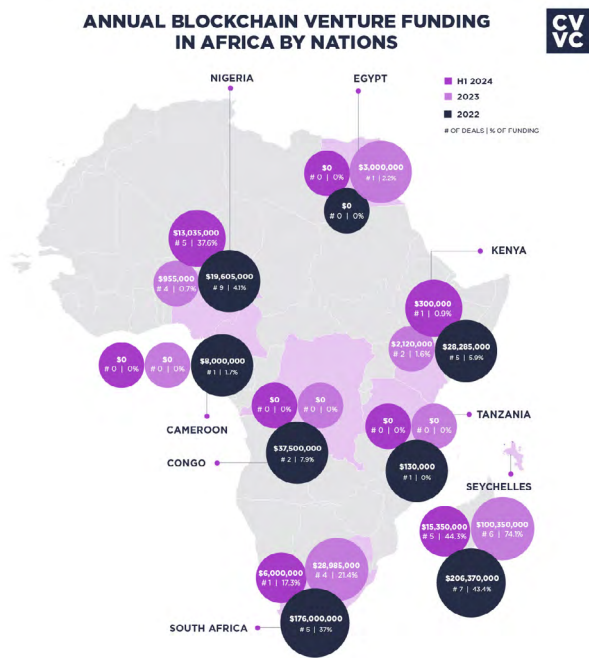 ANNUAL BLOCKCHAIN VENTURE FUNDING
IN AFRICA BY NATIONS
CV
VC
NIGERIA
EGYPT
H1 2024
2023
2022
# OF DEALS | % OF FUNDING
$0
# 0 | 0%
$3,000,000
# 1 | 2.2%
$0
# 0 | 0%
$13,035,000
# 5 | 37.6%
$955,000
# 4 | 0.7%
$19,605,000
# 9 | 4.1%
KENYA
$300,000
# 1 | 0.9%
$2,120,000
# 2 | 1.6%
$28,285,000
# 5 | 5.9%
$0
# 0 | 0%
$0
# 0 | 0%
$8,000,000
# 1 | 1.7%
CAMEROON
$0
# 0 | 0%
$0
# 0 | 0%
$37,500,000
# 2 | 7.9%
CONGO
$0
# 0 | 0%
$0
# 0 | 0%
TANZANIA
$130,000
# 1 | 0%
SEYCHELLES
$15,350,000
# 5 | 44.3%
$100,350,000
# 6 | 74.1%
$206,370,000
# 7 | 43.4%
$6,000,000
# 1 | 17.3%
$28,985,000
# 4 | 21.4%
$176,000,000
# 5 | 37%
SOUTH AFRICA